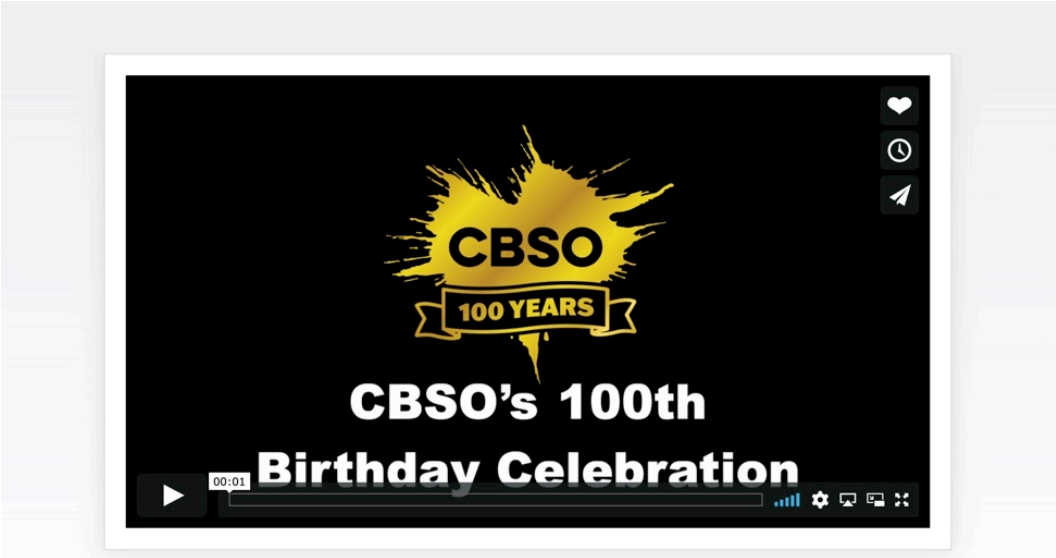 CBSO
100 YEARS
CBSO’s 100th
Birthday Celebration
00:01